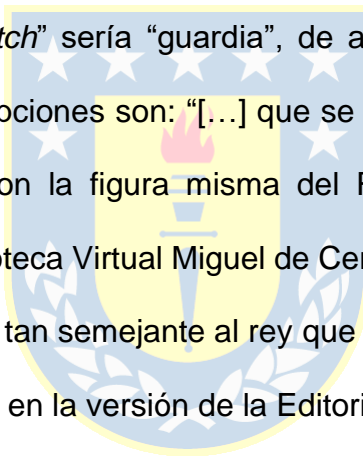 tch” sería “guardia”, de a
ociones son: “[…] que se
on la figura misma del
oteca Virtual Miguel de Cer
tan semejante al rey que
en la versión de la Editori